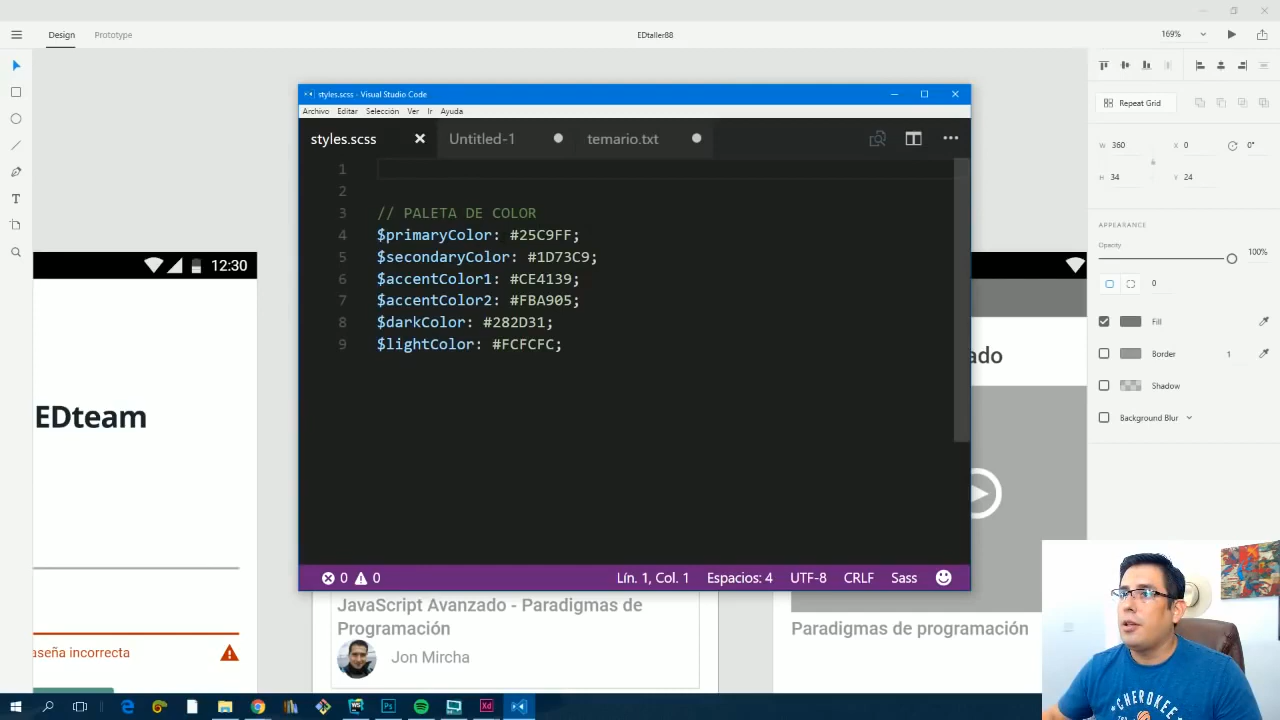 Design
Prototype
EDtaller88
169%
styles.scss - Visual Studio Code
Archivo Editar Selección Ver Ir Ayuda
styles.scss
Untitled-1
temario.txt
1
2
3 // PALETA DE COLOR
4 $primaryColor: #25C9FF;
5 $secondaryColor: #1D73C9;
6 $accentColor1: #CE4139;
7 $accentColor2: #FBA905;
8 $darkColor: #282D31;
9 $lightColor: #FCFCFC;
0 0
Lín. 1, Col. 1 Espacios: 4 UTF-8 CRLF Sass
12:30
EDteam
aseña incorrecta
JavaScript Avanzado - Paradigmas de
Programación
Jon Mircha
ado
Paradigmas de programación
Repeat Grid
W 360 X 0 0°
H 34 Y 24
APPEARANCE
Opacity
100%
0
Fill
Border 1
Shadow
Background Blur
T
W
S
Ps
Xd
CHEROKEE